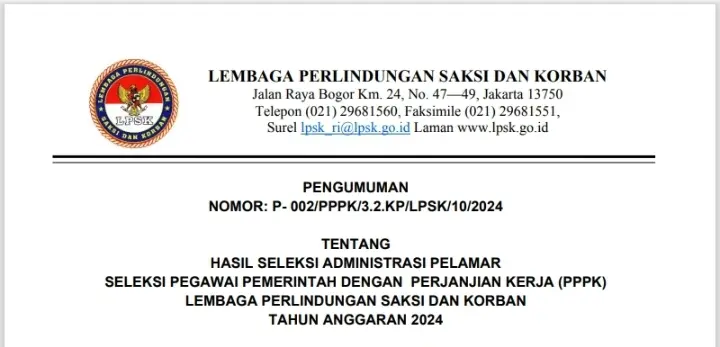 LEMBAGA PERLINDUNGAN SAKSI DAN KORBAN
Jalan Raya Bogor Km. 24, No. 47—49, Jakarta 13750
Telepon (021) 29681560, Faksimile (021) 29681551,
Surel lpsk_ri@lpsk.go.id Laman www.lpsk.go.id
LEMBAGA PERLINDUNGAN
LPSK
SAKSI DAN KORBAN
PENGUMUMAN
NOMOR: P- 002/PPPK/3.2.KP/LPSK/10/2024
TENTANG
HASIL SELEKSI ADMINISTRASI PELAMAR
SELEKSI PEGAWAI PEMERINTAH DENGAN PERJANJIAN KERJA (PPPK)
LEMBAGA PERLINDUNGAN SAKSI DAN KORBAN
TAHUN ANGGARAN 2024